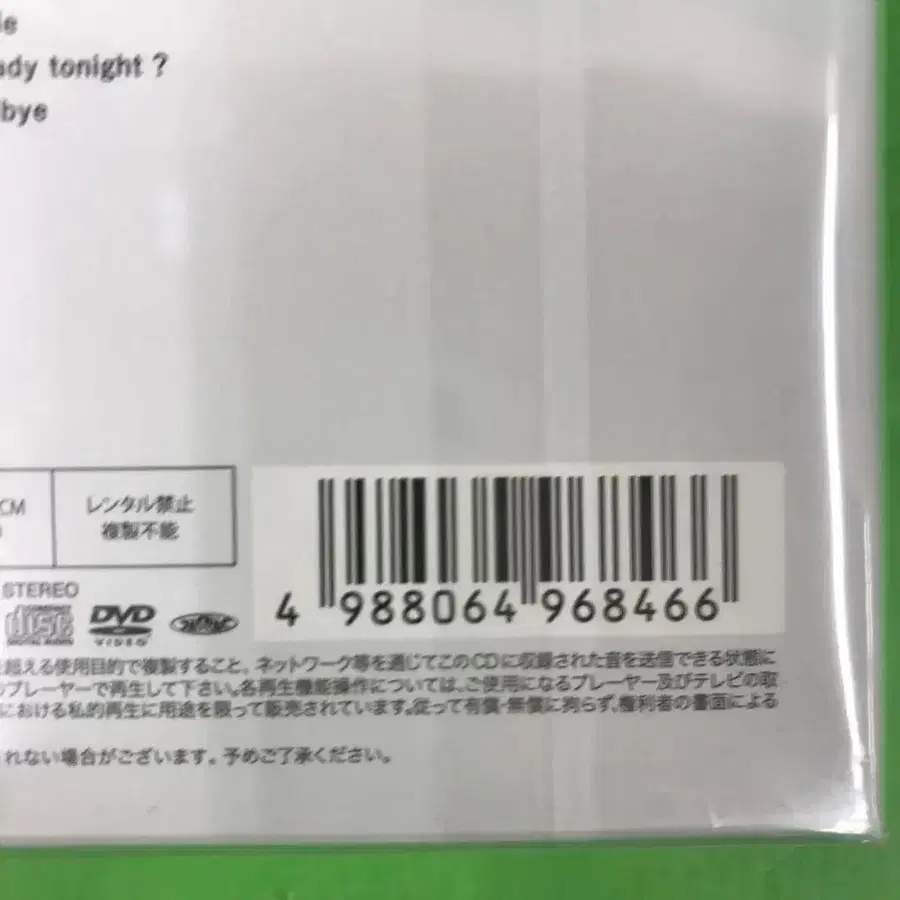 ady tonight ?
bye
CM
レンタル禁止
複製不能
STEREO
COMPACT
DISC
DIGITAL AUDIO
DVD
VIDEO
4 988064 968466
を超える使用目的で複製すること、ネットワーク等を通じてこのCDに収録された音を送信できる状態に
のプレーヤーで再生して下さい。各再生機能操作については、ご使用になるプレーヤー及びテレビの取
における私的再生に用途を限って販売されています。従って有償・無償に拘らず、権利者の書面による
れない場合がございます。予めご了承ください。